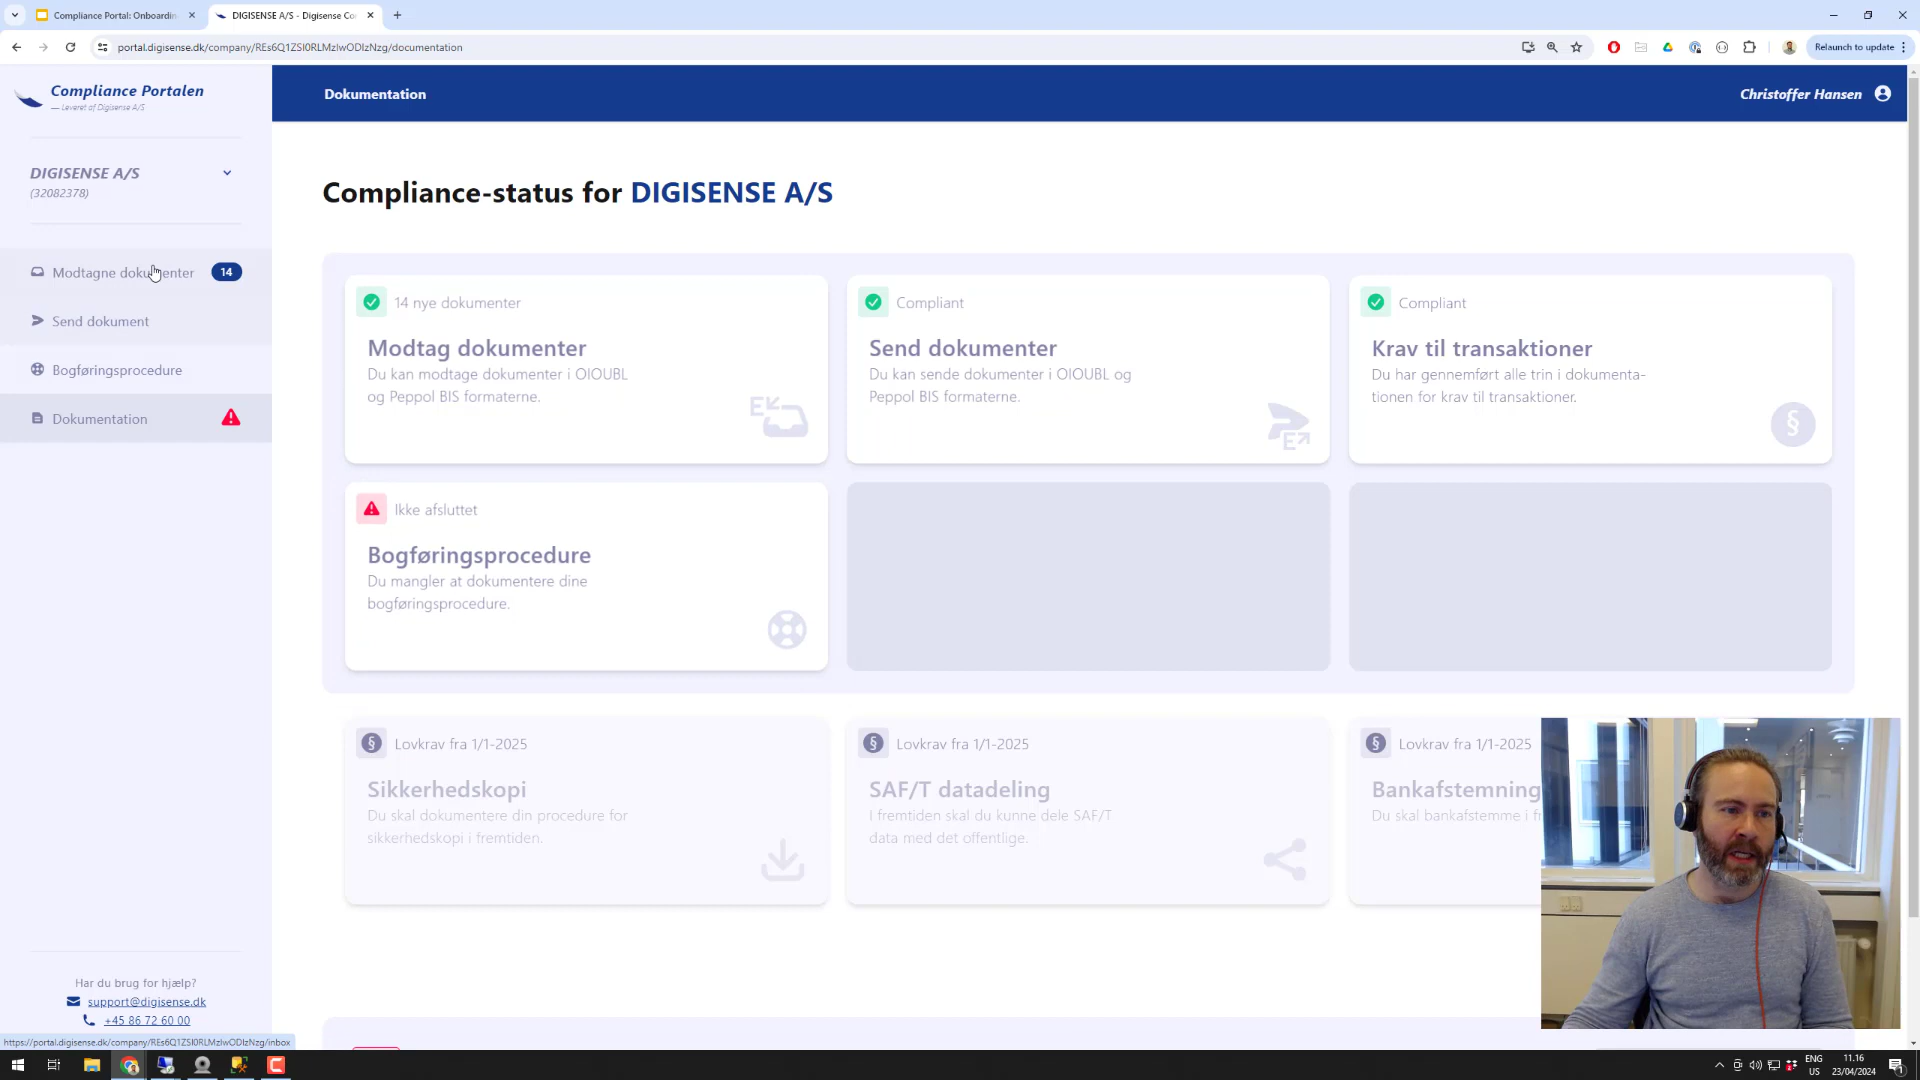 Compliance Portal: Onboardin
DIGISENSE A/S - Digisense Co
portal.digisense.dk/company/REs6Q1ZSI0RLMzIwODIzNzg/documentation
Relaunch to update
Compliance Portalen
— Leveret af Digisense A/S
Dokumentation
Christoffer Hansen
DIGISENSE A/S
(32082378)
Modtagne dokumenter 14
Send dokument
Bogføringsprocedure
Dokumentation
Compliance-status for DIGISENSE A/S
14 nye dokumenter
Modtag dokumenter
Du kan modtage dokumenter i OIOUBL
og Peppol BIS formaterne.
Compliant
Send dokumenter
Du kan sende dokumenter i OIOUBL og
Peppol BIS formaterne.
Compliant
Krav til transaktioner
Du har gennemført alle trin i dokumenta-
tionen for krav til transaktioner.
Ikke afsluttet
Bogføringsprocedure
Du mangler at dokumentere dine
bogføringsprocedure.
§ Lovkrav fra 1/1-2025
Sikkerhedskopi
Du skal dokumentere din procedure for
sikkerhedskopi i fremtiden.
§ Lovkrav fra 1/1-2025
SAF/T datadeling
I fremtiden skal du kunne dele SAF/T
data med det offentlige.
§ Lovkrav fra 1/1-2025
Bankafstemning
Du skal bankafstemme i
Har du brug for hjælp?
support@digisense.dk
+45 86 72 60 00
https://portal.digisense.dk/company/REs6Q1ZSI0RLMzIwODIzNzg/inbox
ENG
US
11.16
23/04/2024